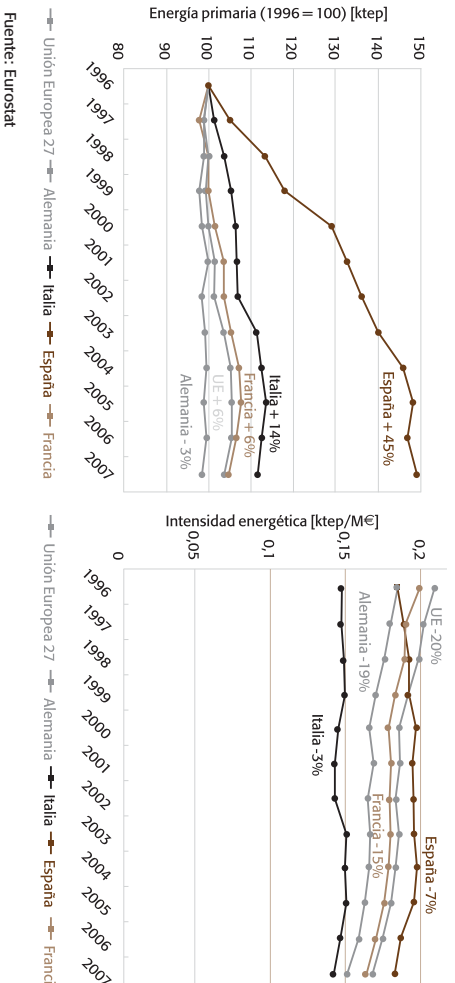 Energía primaria (1996 = 100) [ktep]
150
140
130
120
110
100
90
80
1996
1997
1998
1999
2000
2001
2002
2003
2004
2005
2006
2007
España + 45%
Italia + 14%
Francia + 6%
UE + 6%
Alemania - 3%
Unión Europea 27 Alemania Italia España Francia
Intensidad energética [ktep/M€]
0,2
0,15
0,1
0,05
0
1996
1997
1998
1999
2000
2001
2002
2003
2004
2005
2006
2007
UE -20%
España -7%
Alemania -19%
Francia -15%
Italia -3%
Unión Europea 27 Alemania Italia España Franci
Fuente: Eurostat